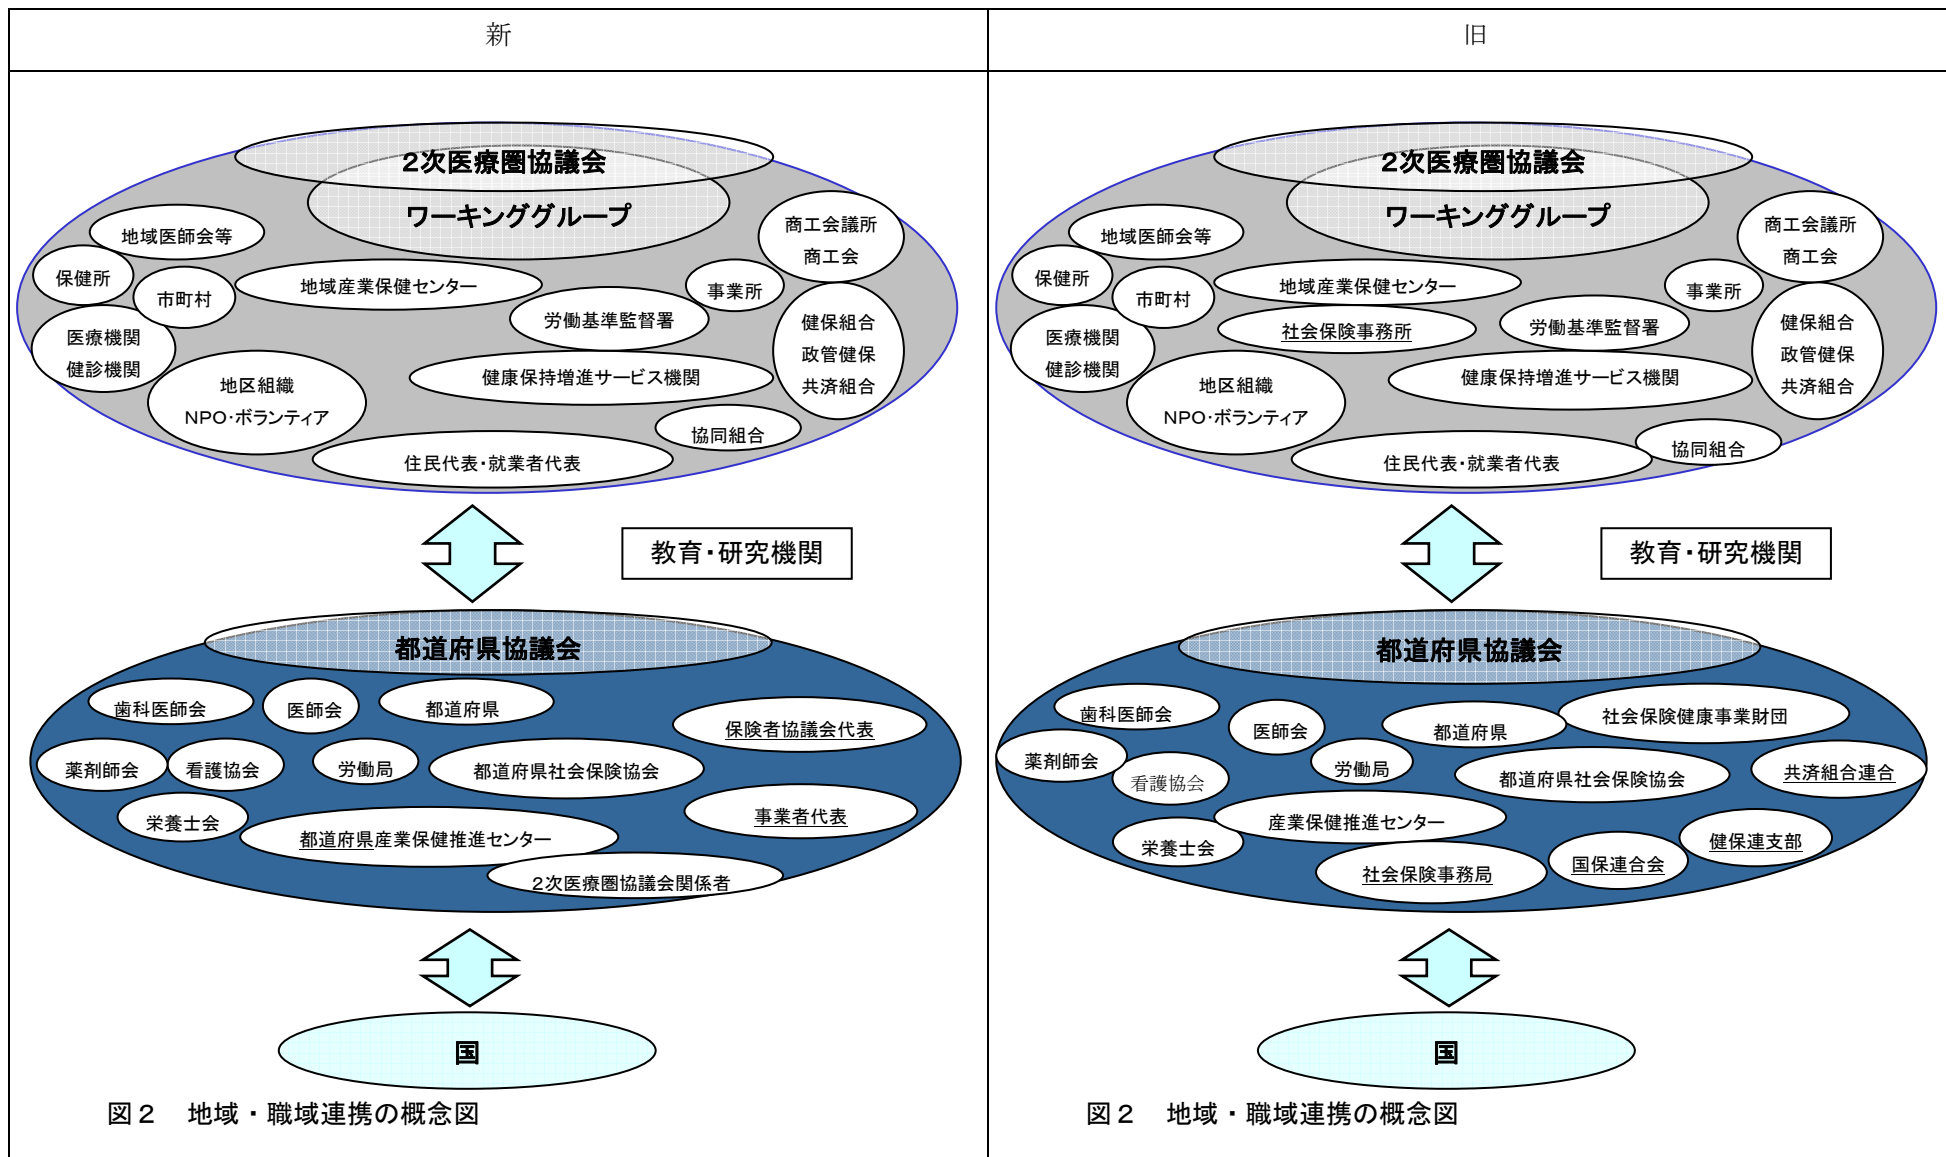 新
2次医療圏協議会
ワーキンググループ
地域医師会等
商工会議所
商工会
保健所
市町村
地域産業保健センター
事業所
労働基準監督署
医療機関
健診機関
健保組合
政管健保
共済組合
地区組織
NPO・ボランティア
健康保持増進サービス機関
協同組合
住民代表・就業者代表
教育・研究機関
都道府県協議会
歯科医師会
医師会
都道府県
保険者協議会代表
薬剤師会
看護協会
労働局
都道府県社会保険協会
事業者代表
栄養士会
都道府県産業保健推進センター
2次医療圏協議会関係者
国
図2 地域・職域連携の概念図
旧
2次医療圏協議会
ワーキンググループ
地域医師会等
商工会議所
商工会
保健所
市町村
地域産業保健センター
事業所
社会保険事務所
労働基準監督署
医療機関
健診機関
健保組合
政管健保
共済組合
地区組織
NPO・ボランティア
健康保持増進サービス機関
協同組合
住民代表・就業者代表
教育・研究機関
都道府県協議会
歯科医師会
医師会
都道府県
社会保険健康事業財団
薬剤師会
看護協会
労働局
都道府県社会保険協会
共済組合連合
栄養士会
産業保健推進センター
社会保険事務局
国保連合会
健保連支部
国
図2 地域・職域連携の概念図